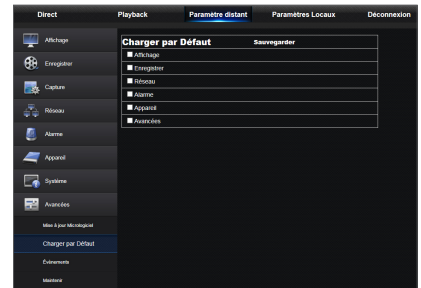 Direct
Playback
Paramétre distant
Paramètres Locaux
Déconnexion
Affichage
Enregistrer
Capture
Réseau
Alarme
Appareil
Système
Avancées
Mise à jour Micrologiciel
Charger par Défaut
Événements
Maintenir
Charger par Défaut
Sauvegarder
Affichage
Enregistrer
Réseau
Alarme
Appareil
Avancées